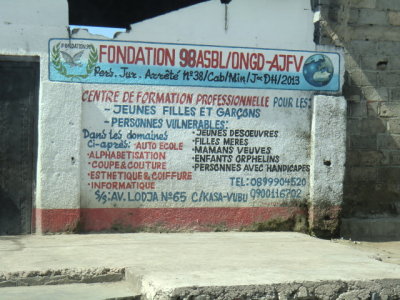 FONDATION 98ASBL/ONGD-AJFV
Pers. Jur. Arrêté N°38/Cab/Min/J&DH/2013
CENTRE DE FORMATION PROFESSIONNELLE POUR LES:
- JEUNES FILLES ET GARÇONS
- PERSONNES VULNERABLES:
Dans les domaines
Ci-après: • AUTO ECOLE
• ALPHABETISATION
• COUPE & COUTURE
• ESTHETIQUE & COIFFURE
• INFORMATIQUE
• JEUNES DESOEUVRES
• FILLES MERES
• MAMANS VEUVES
• ENFANTS ORPHELINS
• PERSONNES AVEC HANDICAPES
TEL: 0899904520
0900116702
S/g: AV. LODJA N°65 C/KASA-VUBU